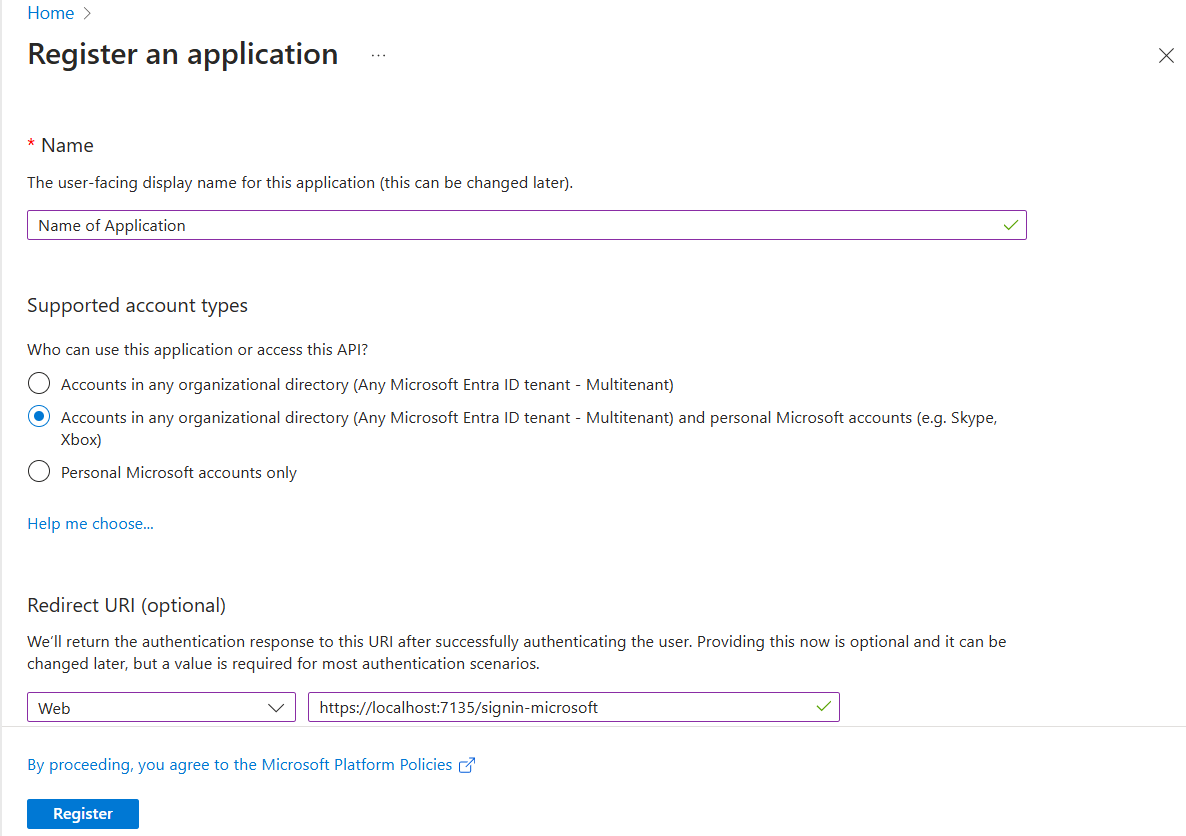 Home
Register an application ...
* Name
The user-facing display name for this application (this can be changed later).
Name of Application
Supported account types
Who can use this application or access this API?
Accounts in any organizational directory (Any Microsoft Entra ID tenant - Multitenant)
Accounts in any organizational directory (Any Microsoft Entra ID tenant - Multitenant) and personal Microsoft accounts (e.g. Skype,
Xbox)
Personal Microsoft accounts only
Help me choose...
Redirect URI (optional)
We'll return the authentication response to this URI after successfully authenticating the user. Providing this now is optional and it can be
changed later, but a value is required for most authentication scenarios.
Web
https://localhost:7135/signin-microsoft
By proceeding, you agree to the Microsoft Platform Policies
Register